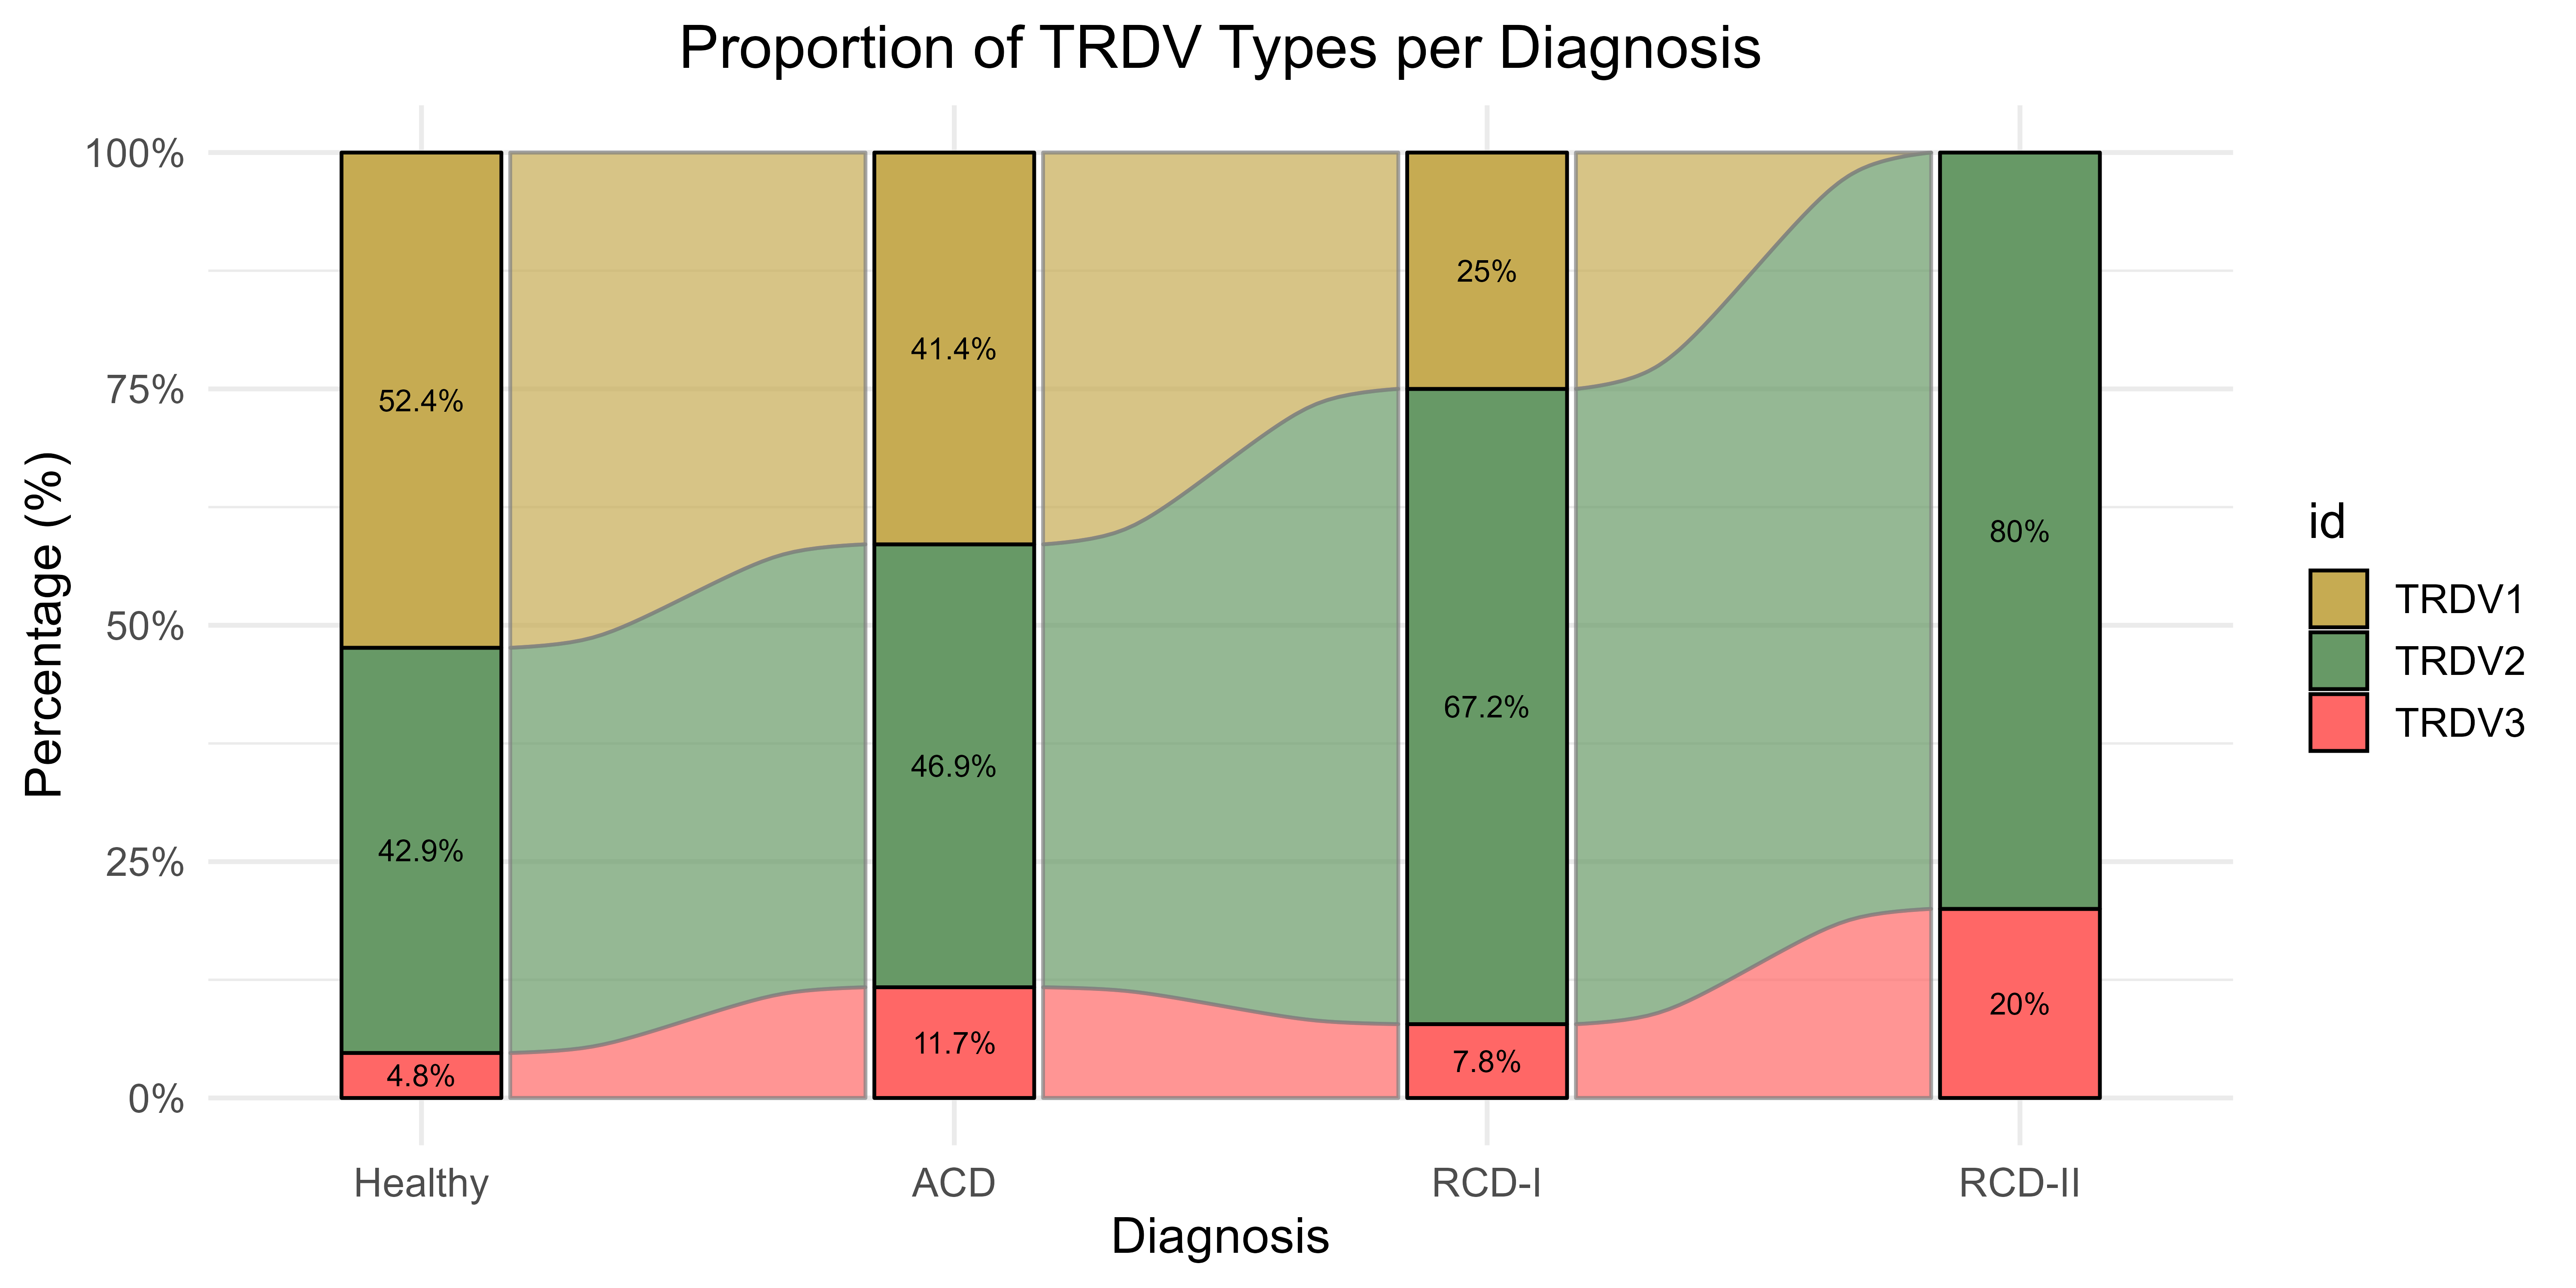 Proportion of TRDV Types per Diagnosis
Percentage (%)
100%
75%
50%
25%
0%
52.4%
42.9%
4.8%
41.4%
46.9%
11.7%
25%
67.2%
7.8%
80%
20%
Healthy
ACD
RCD-I
RCD-II
Diagnosis
id
TRDV1
TRDV2
TRDV3